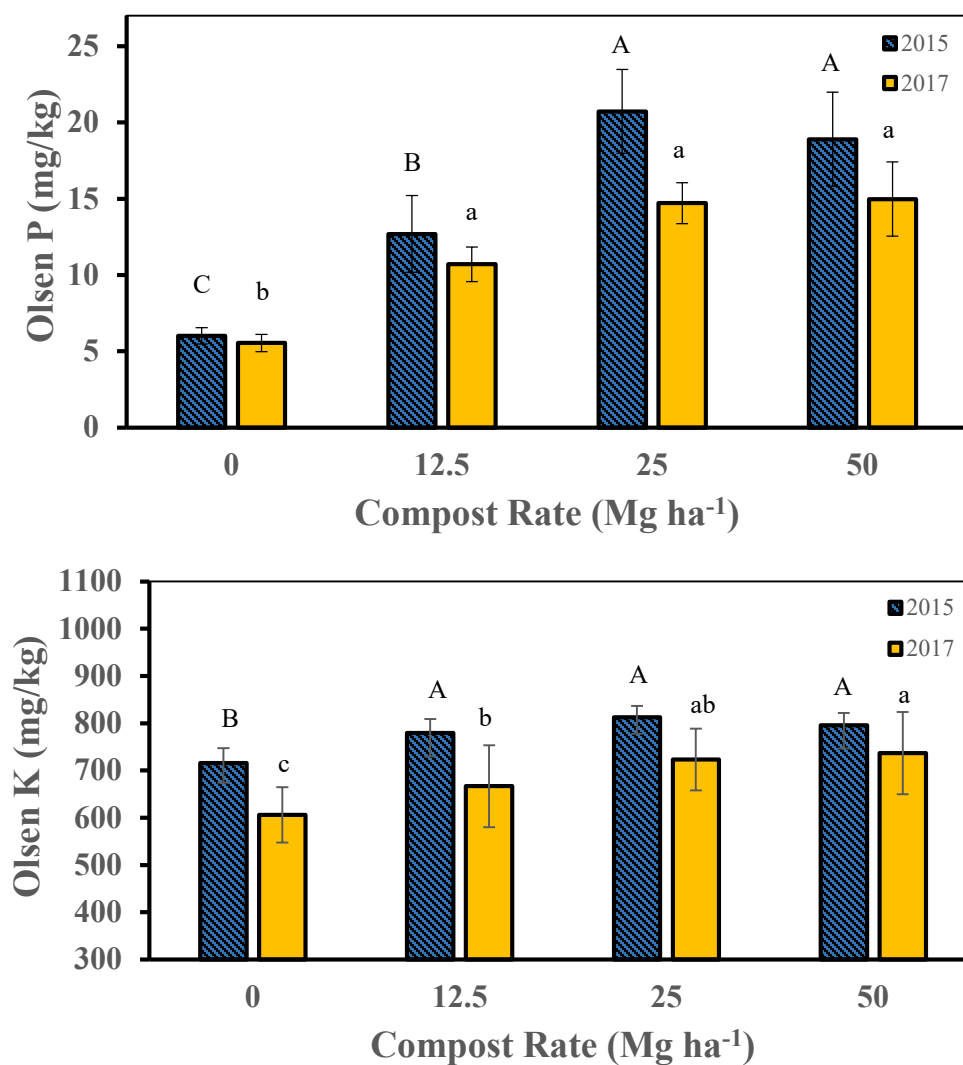 25
20
15
10
5
0
Olsen P (mg/kg)
2015
2017
C
b
B
a
A
a
A
a
0 12.5 25 50
Compost Rate (Mg ha⁻¹)
1100
1000
900
800
700
600
500
400
300
Olsen K (mg/kg)
2015
2017
B
c
A
b
A
ab
A
a
0 12.5 25 50
Compost Rate (Mg ha⁻¹)